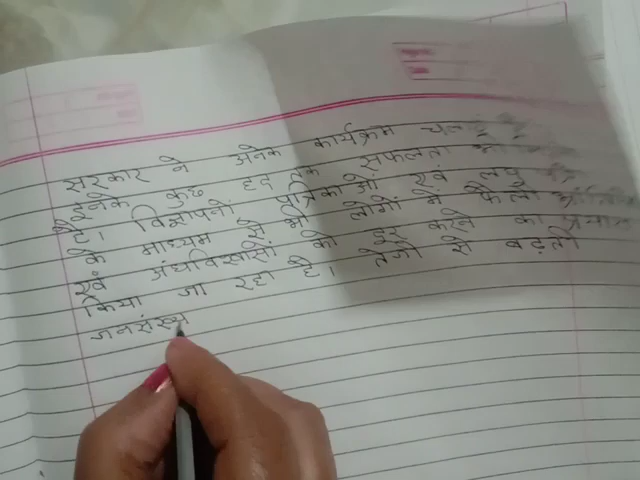 सरकार ने अनेक कार्यक्रम
इनके कुछ हद तक सफलता
है। विज्ञापनों पत्रिकाओं एवं लघु
के माध्यम से भी लोगों में फैली
एवं अंधविश्वासों को दूर करने का
किया जा रहा है। तेजी से बढ़ती
जनसंख्य